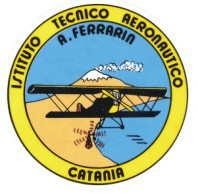 ISTITUTO TECNICO AERONAUTICO
A. FERRARIN
CATANIA